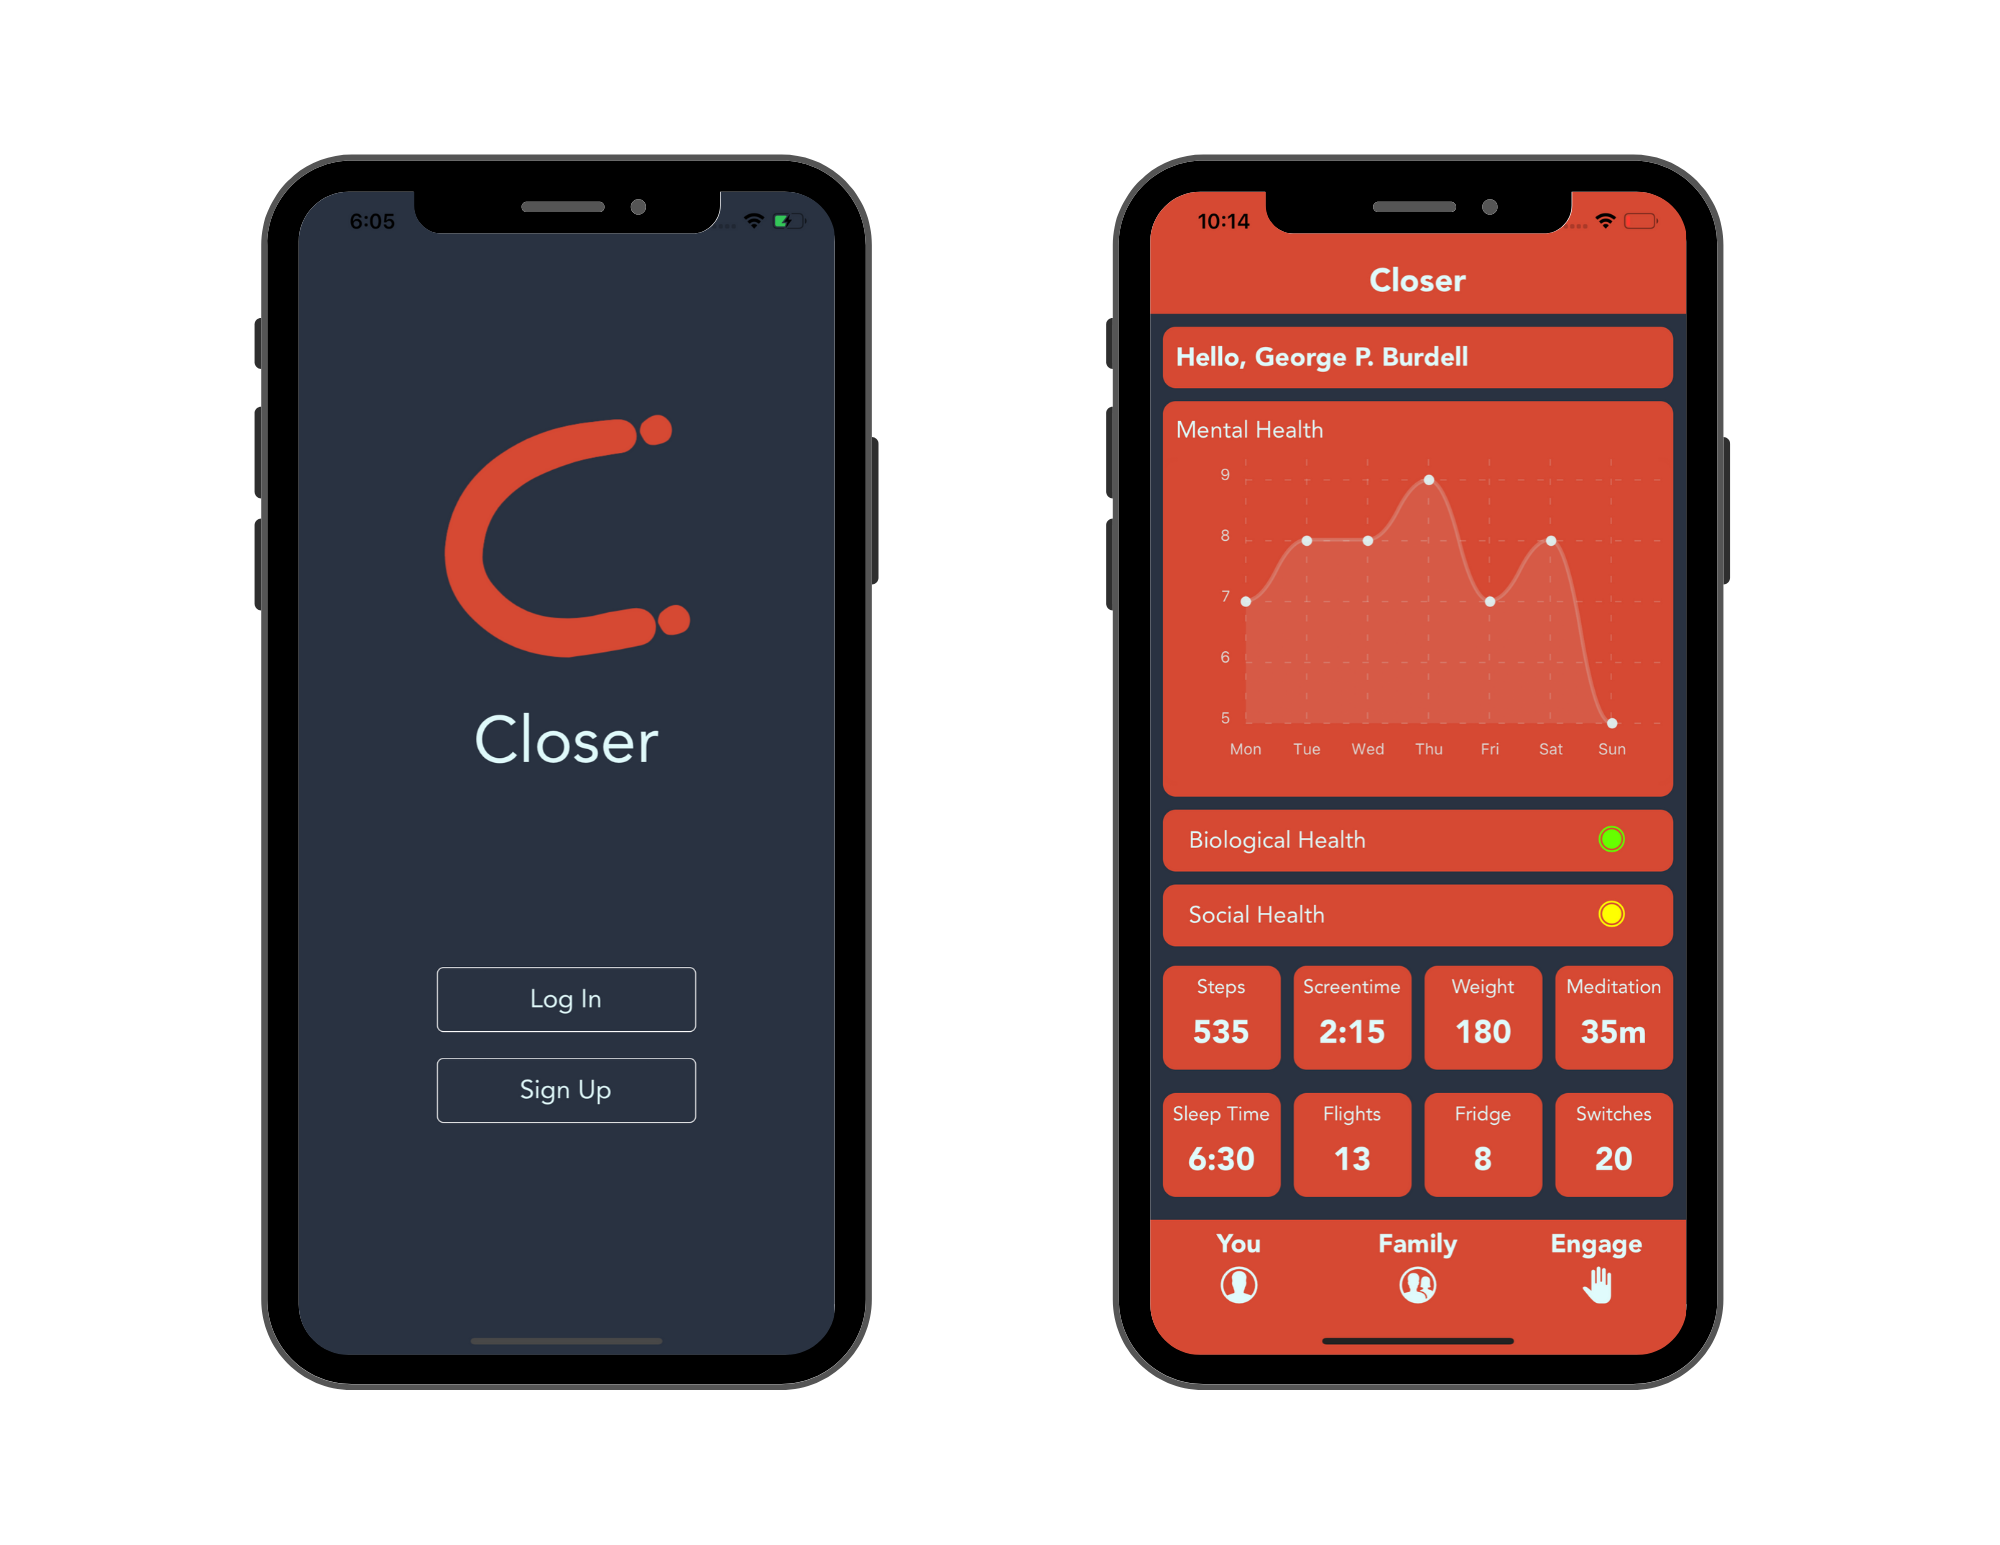 6:05
Closer
Log In
Sign Up
10:14
Closer
Hello, George P. Burdell
Mental Health
9
8
7
6
5
Mon Tue Wed Thu Fri Sat Sun
Biological Health
Social Health
Steps Screentime Weight Meditation
535 2:15 180 35m
Sleep Time Flights Fridge Switches
6:30 13 8 20
You Family Engage